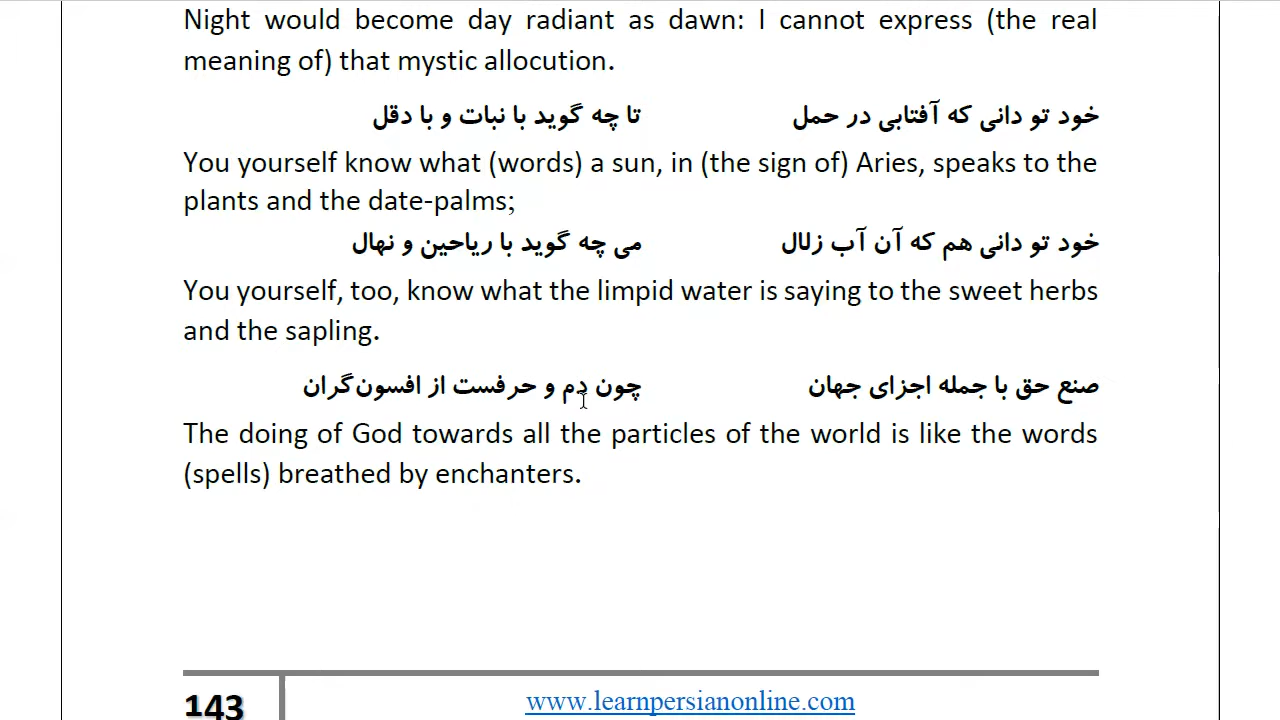 Night would become day radiant as dawn: I cannot express (the real
meaning of) that mystic allocution.
خود تو دانی که آفتابی در حمل تا چه گوید با نبات و با دقل
You yourself know what (words) a sun, in (the sign of) Aries, speaks to the
plants and the date-palms;
خود تو دانی هم که آن آب زلال می چه گوید با ریاحین و نهال
You yourself, too, know what the limpid water is saying to the sweet herbs
and the sapling.
صنع حق با جمله اجزای جهان چون دم و حرفست از افسون‌گران
The doing of God towards all the particles of the world is like the words
(spells) breathed by enchanters.
143 www.learnpersianonline.com